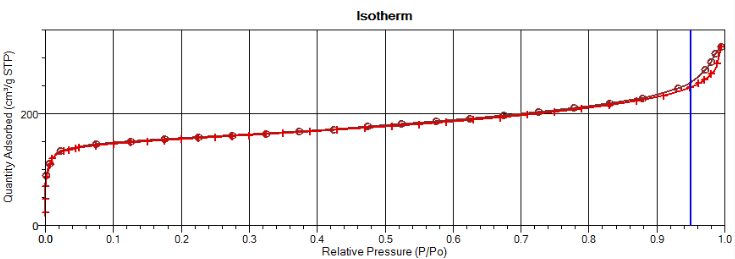 Isotherm
Quantity Adsorbed (cm³/g STP)
200
0
0.0 0.1 0.2 0.3 0.4 0.5 0.6 0.7 0.8 0.9 1.0
Relative Pressure (P/Po)